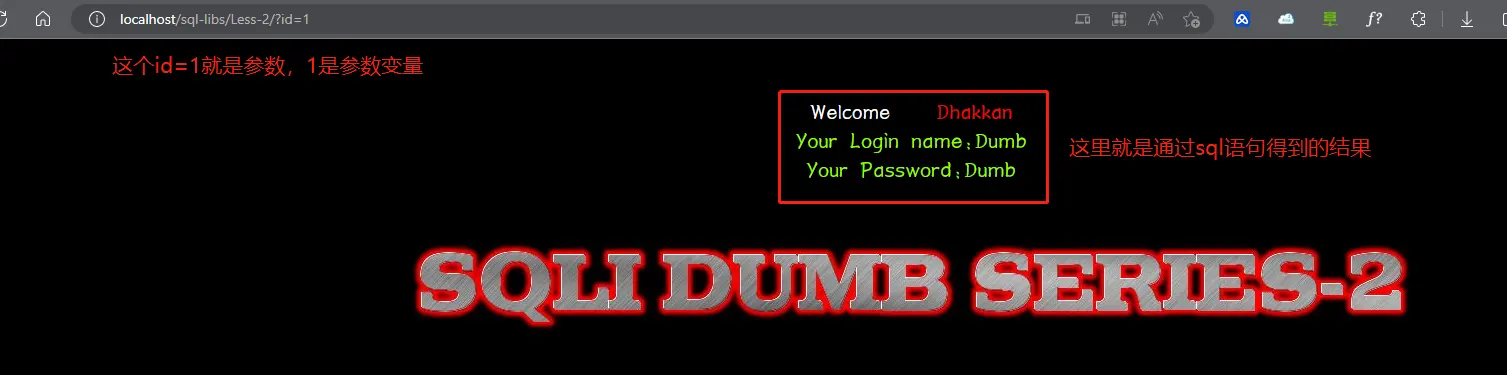 localhost/sql-libs/Less-2/?id=1
这个id=1就是参数，1是参数变量
Welcome Dhakkan
Your Login name:Dumb
Your Password:Dumb
这里就是通过sql语句得到的结果
SQLI DUMB SERIES-2